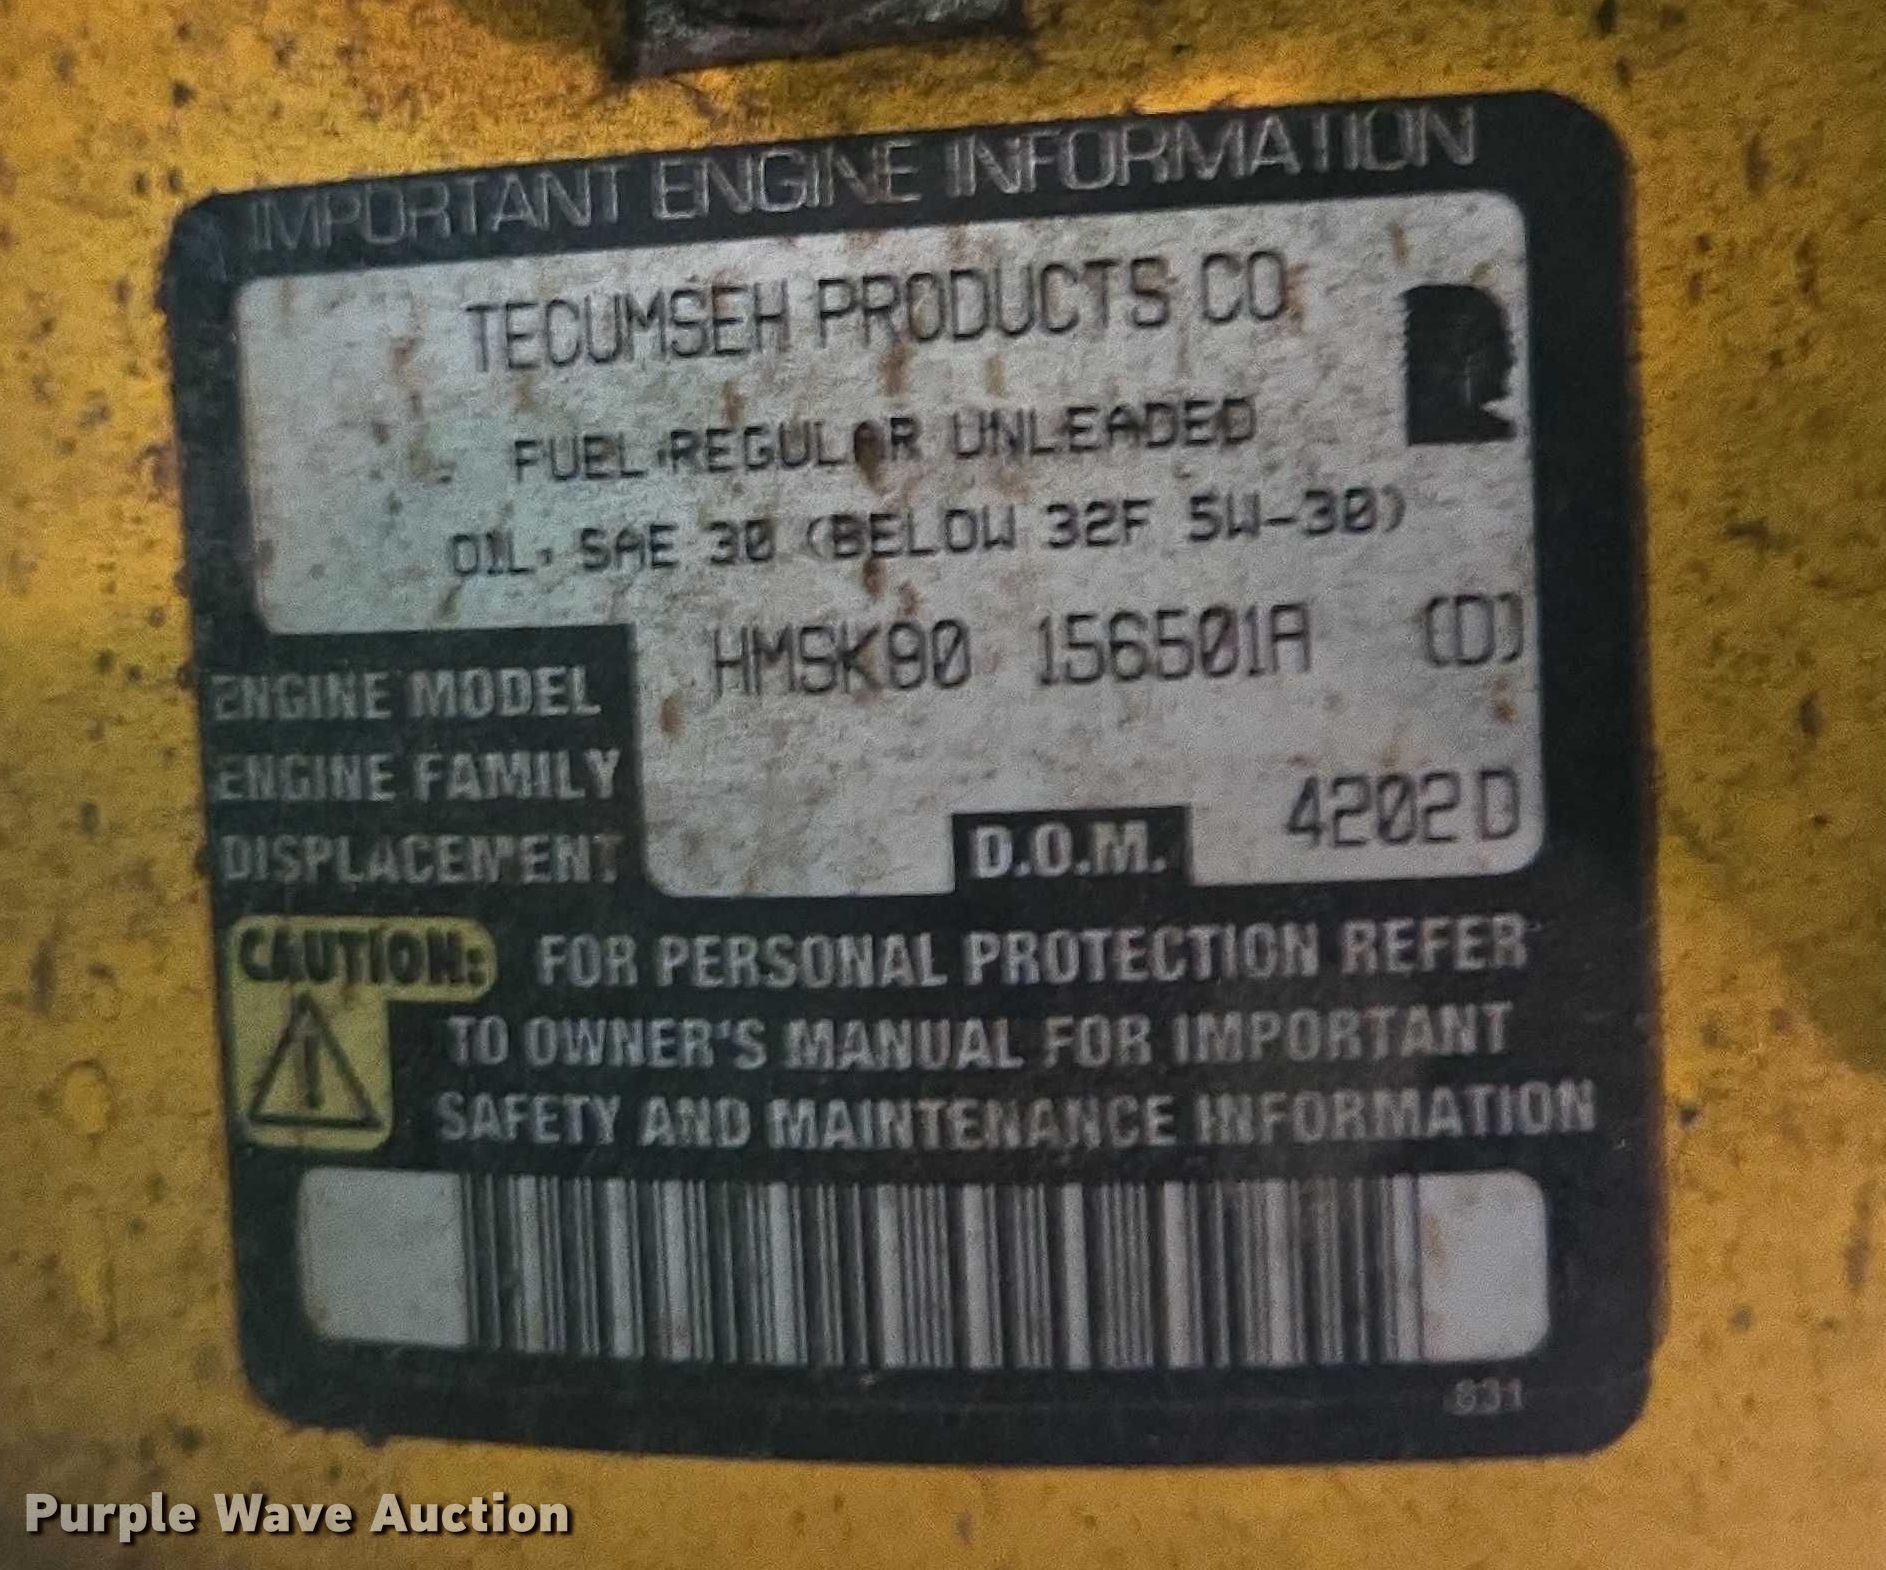 IMPORTANT ENGINE INFORMATION
TECUMSEH PRODUCTS CO
FUEL.REGULAR UNLEADED
OIL. SAE 30 (BELOW 32F 5W-30)
ENGINE MODEL HMSK80 156501A (D)
ENGINE FAMILY
DISPLACEMENT D.O.M. 4202D
CAUTION: FOR PERSONAL PROTECTION REFER
TO OWNER'S MANUAL FOR IMPORTANT
SAFETY AND MAINTENANCE INFORMATION
831
Purple Wave Auction